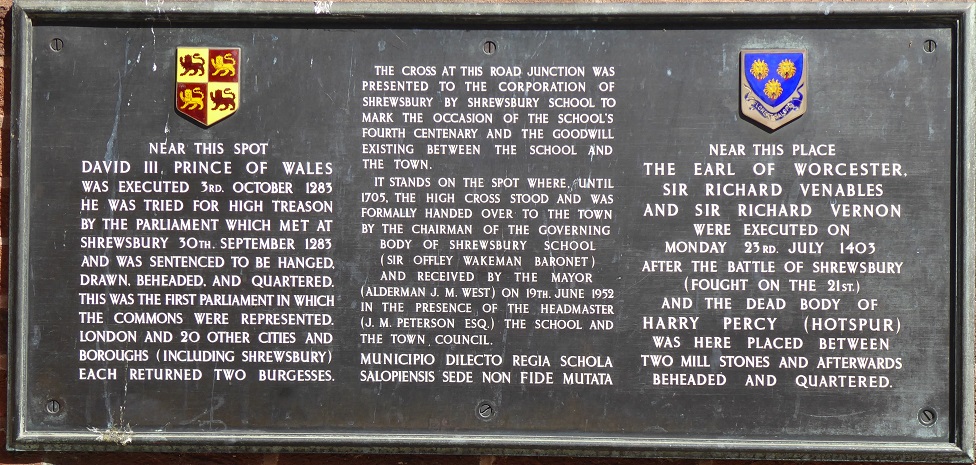 NEAR THIS SPOT
DAVID III, PRINCE OF WALES
WAS EXECUTED 3RD. OCTOBER 1283
HE WAS TRIED FOR HIGH TREASON
BY THE PARLIAMENT WHICH MET AT
SHREWSBURY 30TH. SEPTEMBER 1283
AND WAS SENTENCED TO BE HANGED,
DRAWN, BEHEADED, AND QUARTERED.
THIS WAS THE FIRST PARLIAMENT IN WHICH
THE COMMONS WERE REPRESENTED.
LONDON AND 20 OTHER CITIES AND
BOROUGHS (INCLUDING SHREWSBURY)
EACH RETURNED TWO BURGESSES.
THE CROSS AT THIS ROAD JUNCTION WAS
PRESENTED TO THE CORPORATION OF
SHREWSBURY BY SHREWSBURY SCHOOL TO
MARK THE OCCASION OF THE SCHOOL'S
FOURTH CENTENARY AND THE GOODWILL
EXISTING BETWEEN THE SCHOOL AND
THE TOWN.
IT STANDS ON THE SPOT WHERE, UNTIL
1705, THE HIGH CROSS STOOD AND WAS
FORMALLY HANDED OVER TO THE TOWN
BY THE CHAIRMAN OF THE GOVERNING
BODY OF SHREWSBURY SCHOOL
(SIR OFFLEY WAKEMAN BARONET)
AND RECEIVED BY THE MAYOR
(ALDERMAN J. M. WEST) ON 19TH. JUNE 1952
IN THE PRESENCE OF THE HEADMASTER
(J. M. PETERSON ESQ.) THE SCHOOL AND
THE TOWN COUNCIL.
MUNICIPIO DILECTO REGIA SCHOLA
SALOPIENSIS SEDE NON FIDE MUTATA
NEAR THIS PLACE
THE EARL OF WORCESTER,
SIR RICHARD VENABLES
AND SIR RICHARD VERNON
WERE EXECUTED ON
MONDAY 23RD. JULY 1403
AFTER THE BATTLE OF SHREWSBURY
(FOUGHT ON THE 21ST.)
AND THE DEAD BODY OF
HARRY PERCY (HOTSPUR)
WAS HERE PLACED BETWEEN
TWO MILL STONES AND AFTERWARDS
BEHEADED AND QUARTERED.